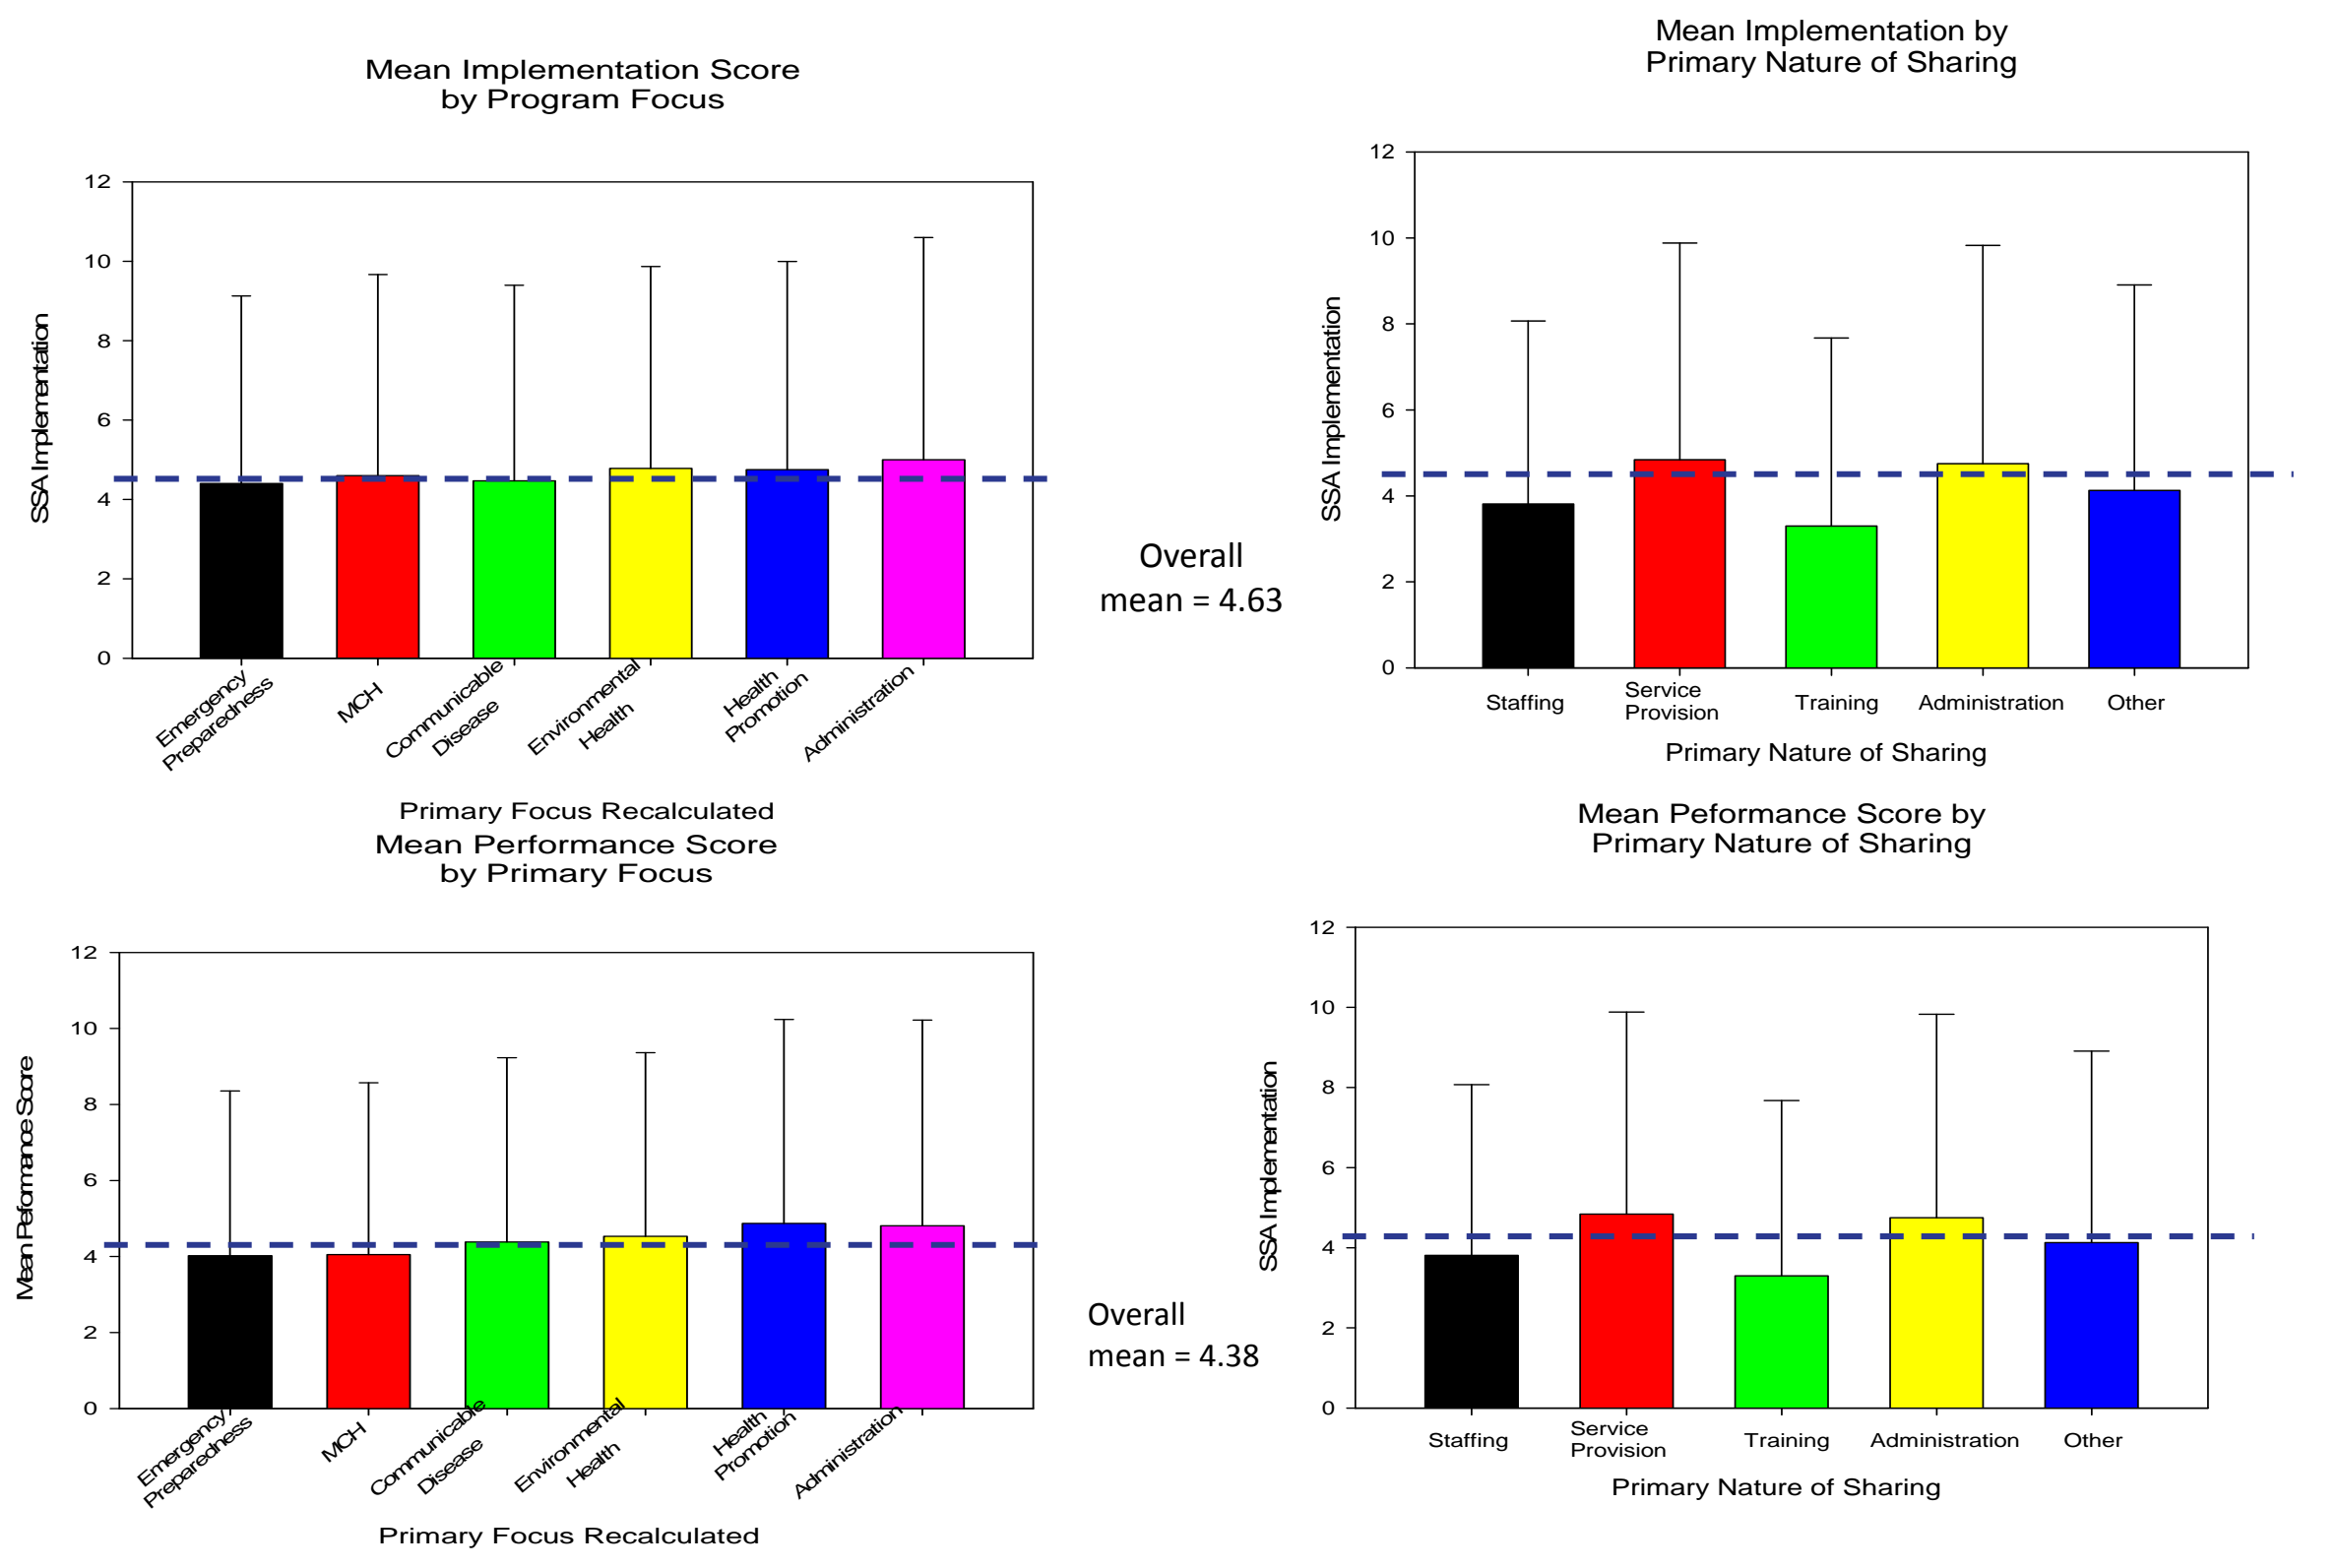 Mean Implementation Score
by Program Focus
12
10
8
6
4
2
0
SSA Implementation
Emergency
Preparedness
MCH
Communicable
Disease
Environmental
Health
Health
Promotion
Administration
Primary Focus Recalculated
Mean Implementation by
Primary Nature of Sharing
12
10
8
6
4
2
0
SSA Implementation
Staffing
Service
Provision
Training
Administration
Other
Primary Nature of Sharing
Overall
mean = 4.63
Mean Performance Score
by Primary Focus
12
10
8
6
4
2
0
Mean Performance Score
Emergency
Preparedness
MCH
Communicable
Disease
Environmental
Health
Health
Promotion
Administration
Primary Focus Recalculated
Mean Peformance Score by
Primary Nature of Sharing
12
10
8
6
4
2
0
SSA Implementation
Staffing
Service
Provision
Training
Administration
Other
Primary Nature of Sharing
Overall
mean = 4.38